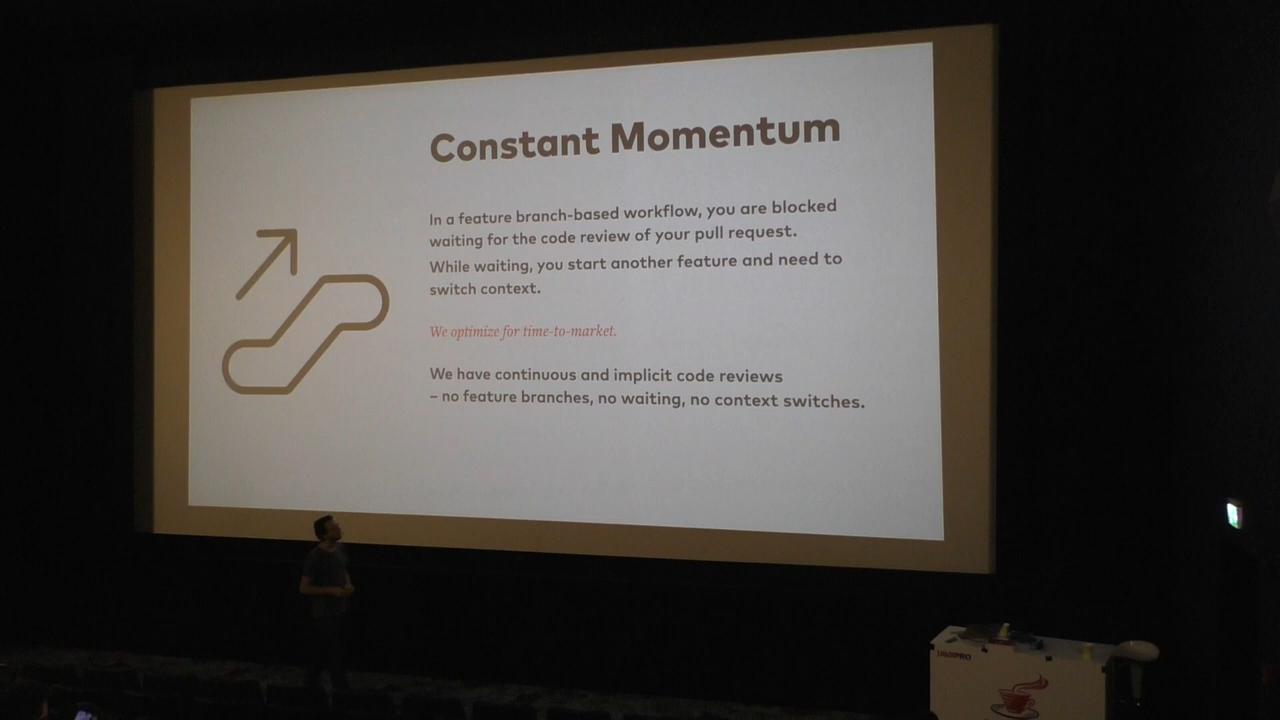 Constant Momentum
In a feature branch-based workflow, you are blocked
waiting for the code review of your pull request.
While waiting, you start another feature and need to
switch context.
We optimize for time-to-market.
We have continuous and implicit code reviews
– no feature branches, no waiting, no context switches.